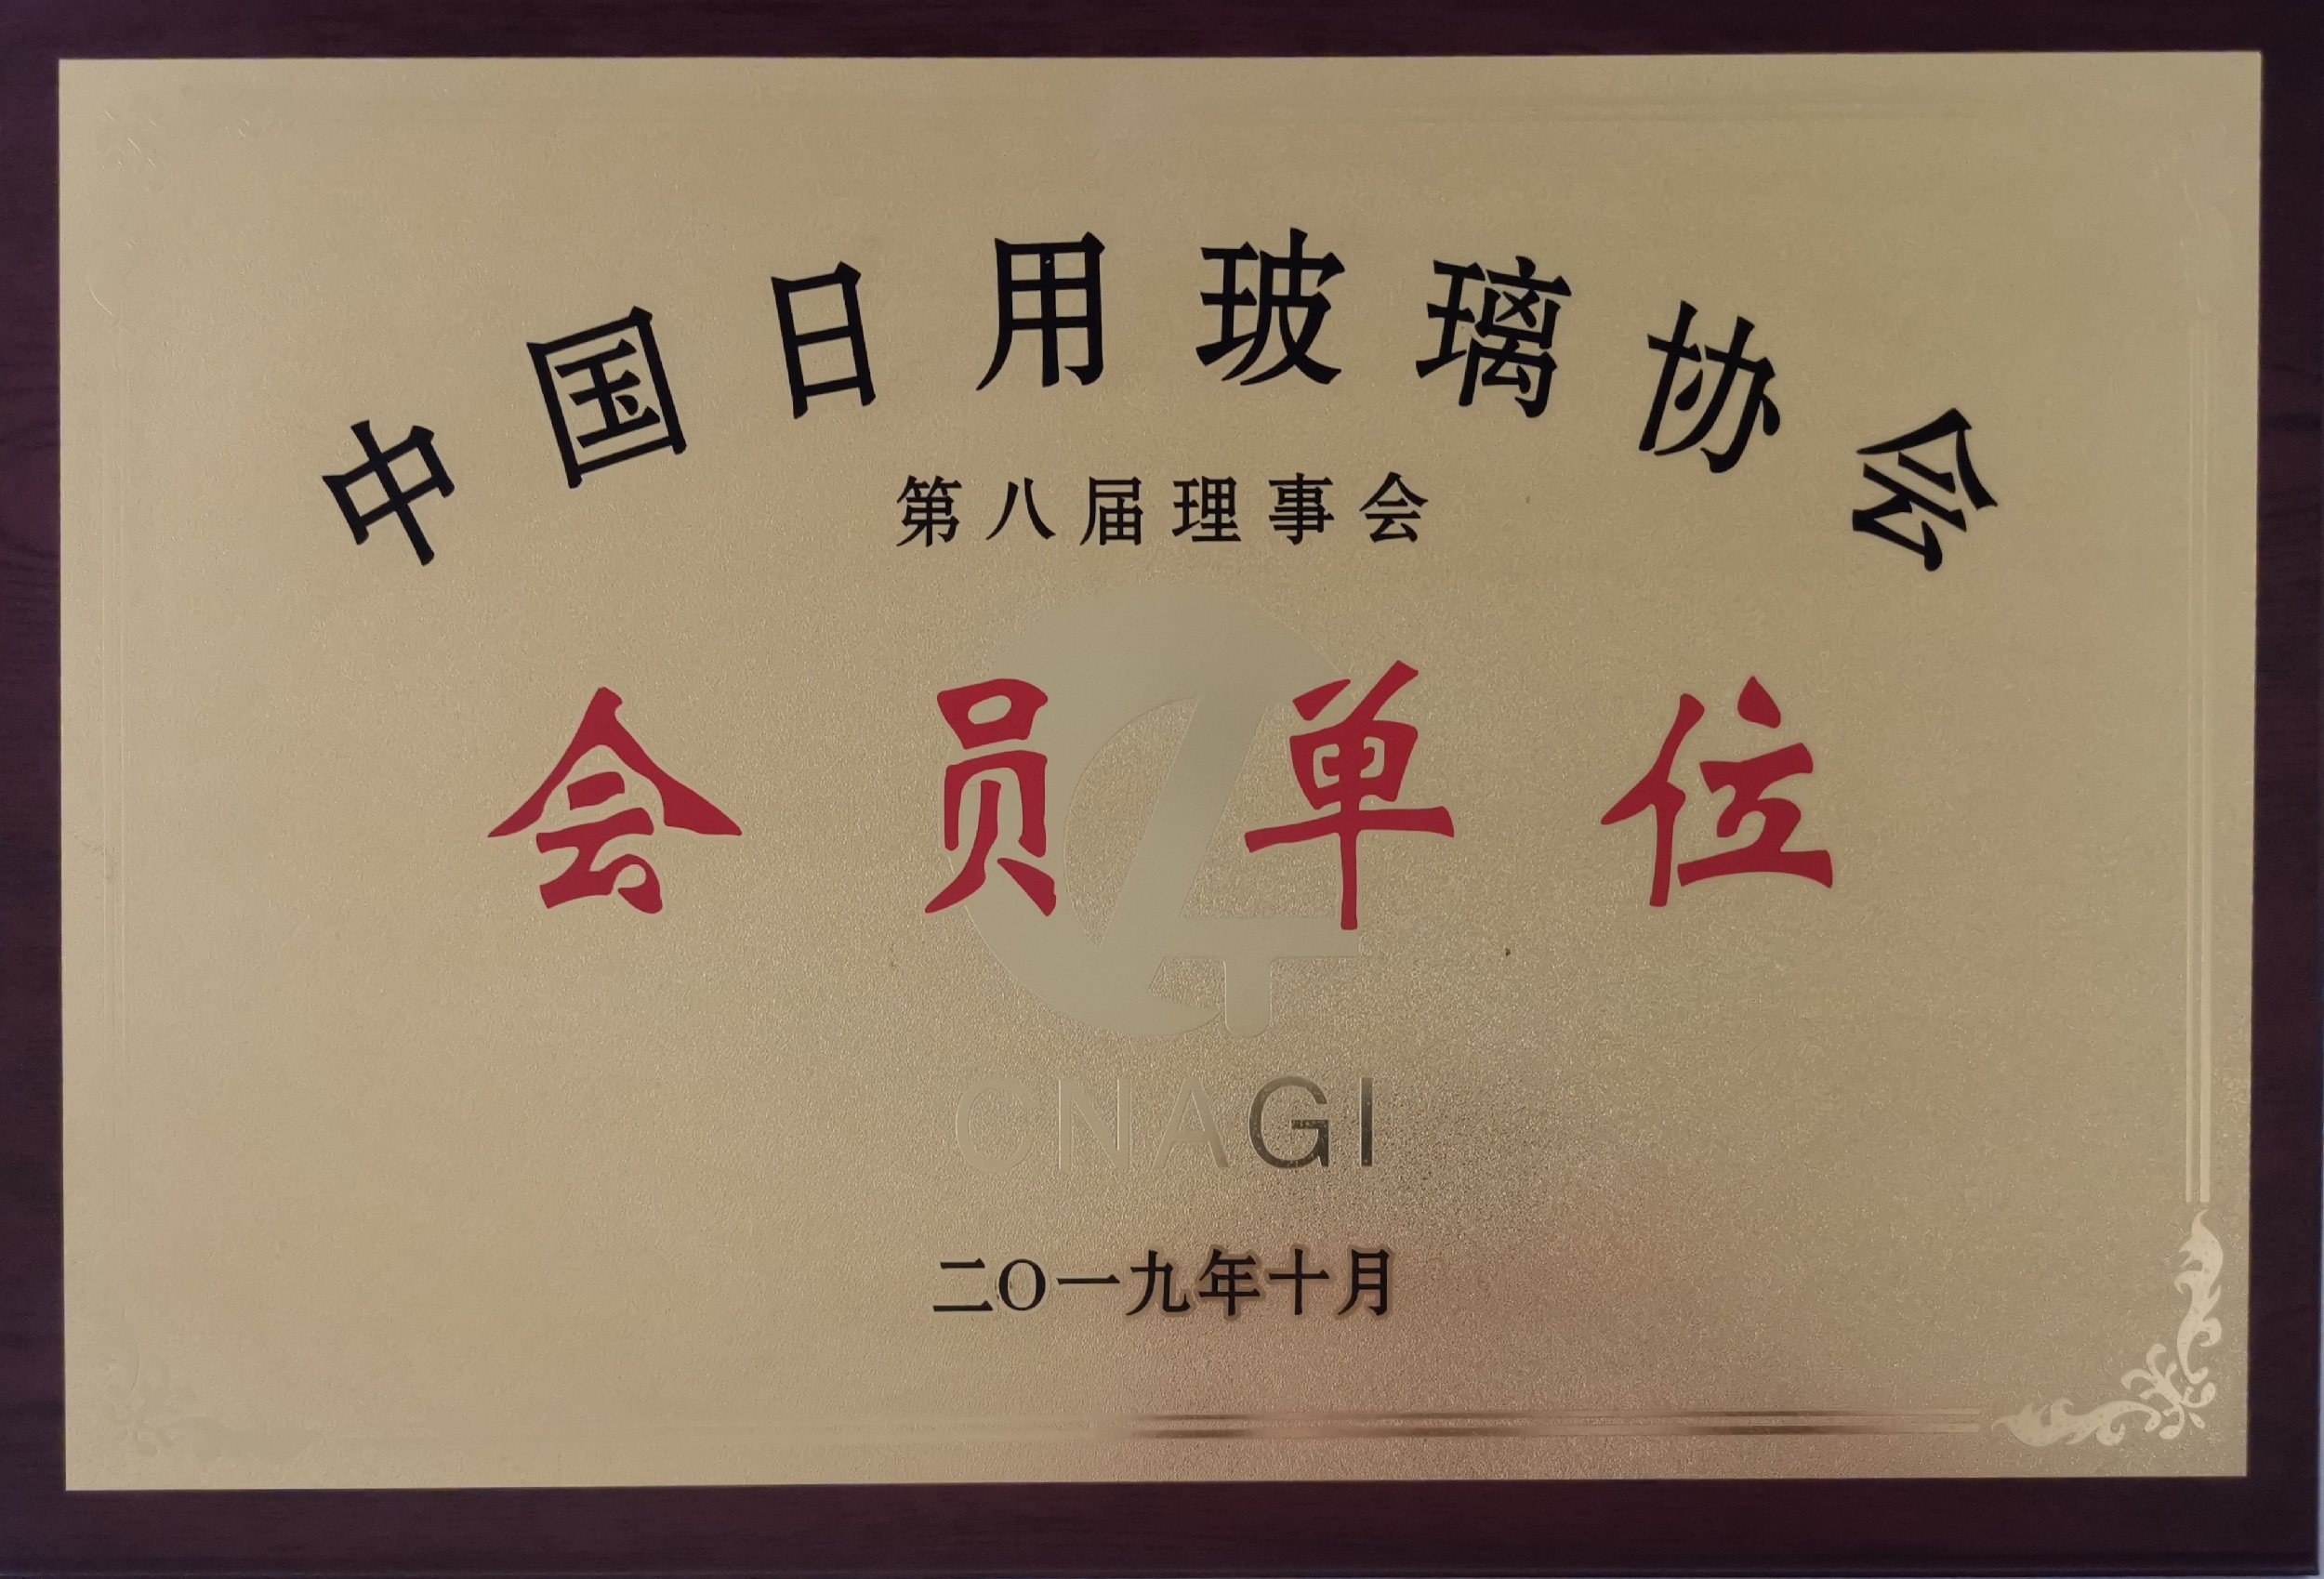 中国日用玻璃协会
第八届理事会
会员单位
CNAGI
二〇一九年十月